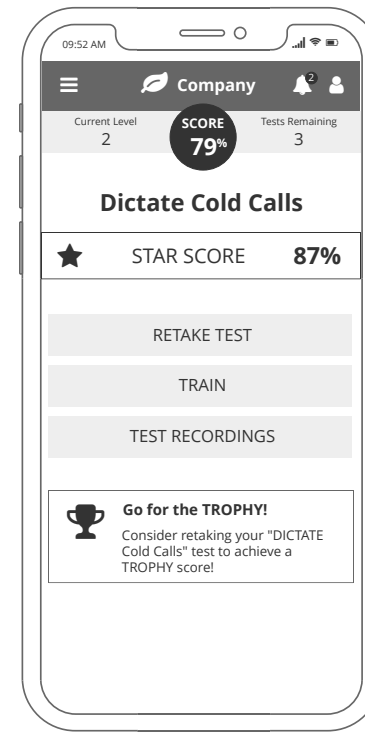 09:52 AM
Company
2
Current Level
2
SCORE
79%
Tests Remaining
3
Dictate Cold Calls
STAR SCORE 87%
RETAKE TEST
TRAIN
TEST RECORDINGS
Go for the TROPHY!
Consider retaking your "DICTATE
Cold Calls" test to achieve a
TROPHY score!